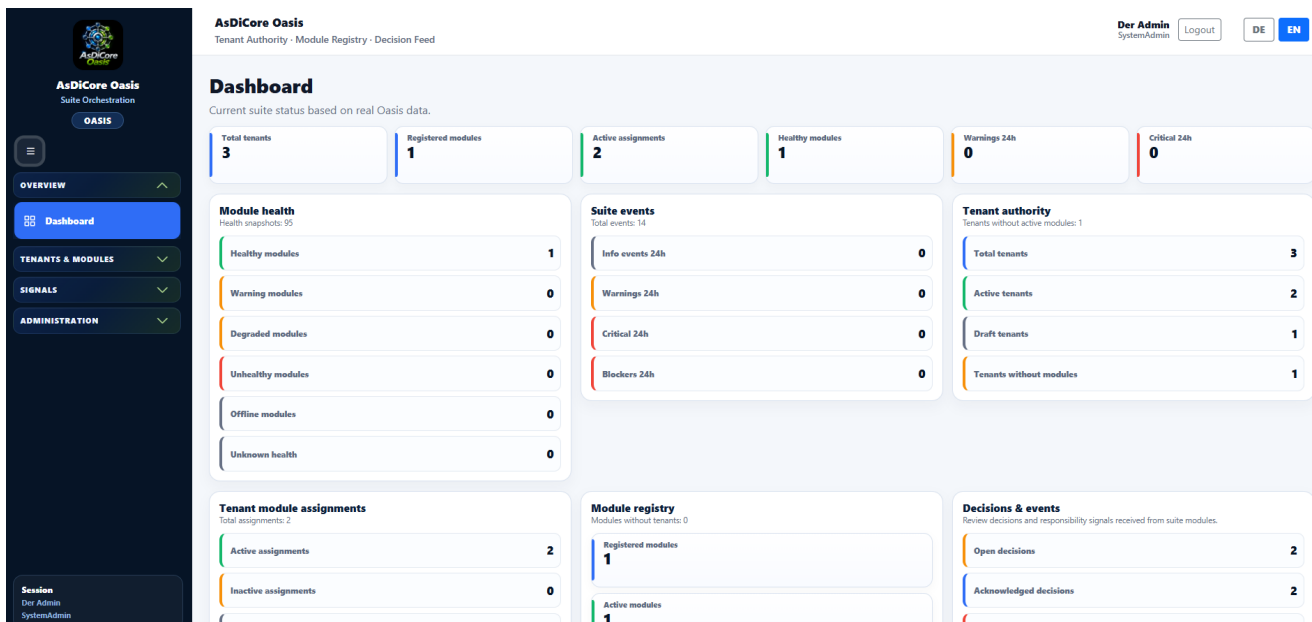 AsDiCore
Oasis
AsDiCore Oasis
Suite Orchestration
OASIS
OVERVIEW
Dashboard
TENANTS & MODULES
SIGNALS
ADMINISTRATION
Session
Der Admin
SystemAdmin
AsDiCore Oasis
Tenant Authority · Module Registry · Decision Feed
Der Admin
SystemAdmin
Logout
DE
EN
Dashboard
Current suite status based on real Oasis data.
Total tenants
3
Registered modules
1
Active assignments
2
Healthy modules
1
Warnings 24h
0
Critical 24h
0
Module health
Health snapshots: 95
Healthy modules 1
Warning modules 0
Degraded modules 0
Unhealthy modules 0
Offline modules 0
Unknown health 0
Suite events
Total events: 14
Info events 24h 0
Warnings 24h 0
Critical 24h 0
Blockers 24h 0
Tenant authority
Tenants without active modules: 1
Total tenants 3
Active tenants 2
Draft tenants 1
Tenants without modules 1
Tenant module assignments
Total assignments: 2
Active assignments 2
Inactive assignments 0
Module registry
Modules without tenants: 0
Registered modules
1
Active modules
1
Decisions & events
Review decisions and responsibility signals received from suite modules.
Open decisions 2
Acknowledged decisions 2